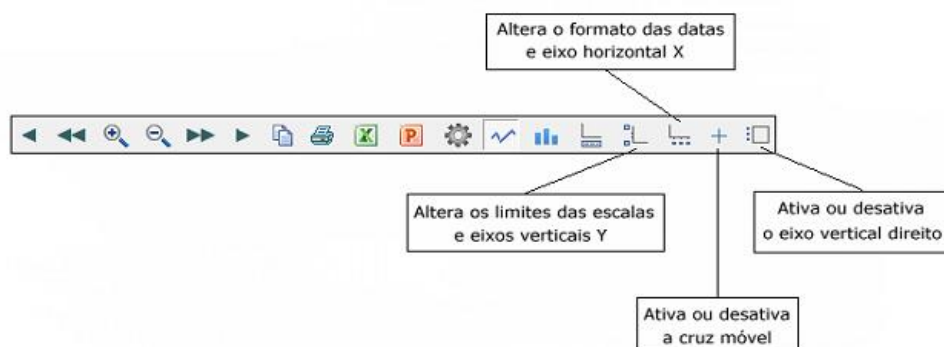 Altera o formato das datas
e eixo horizontal X
X
P
Altera os limites das escalas
e eixos verticais Y
Ativa ou desativa
o eixo vertical direito
Ativa ou desativa
a cruz móvel